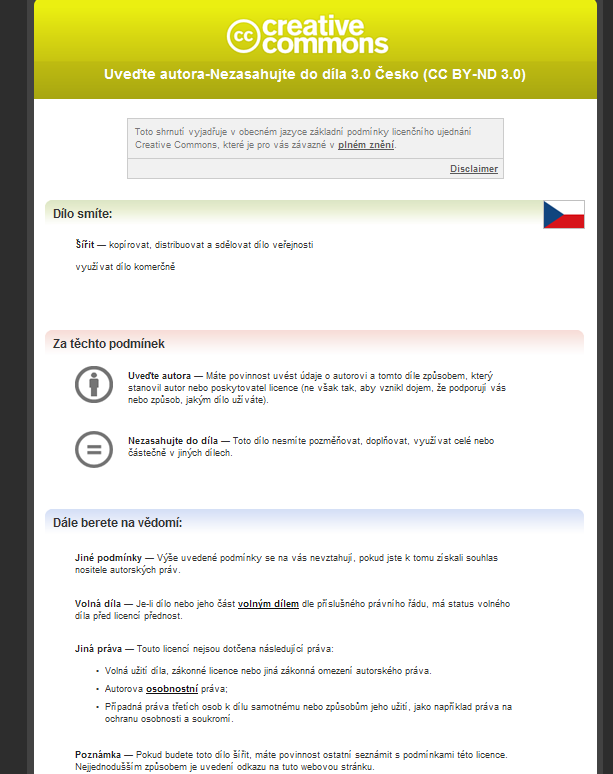 cc creative commons
Uveďte autora-Nezasahujte do díla 3.0 Česko (CC BY-ND 3.0)
Toto shrnutí vyjadřuje v obecném jazyce základní podmínky licenčního ujednání
Creative Commons, které je pro vás závazné v plném znění.
Disclaimer
Dílo smíte:
Šířit — kopírovat, distribuovat a sdělovat dílo veřejnosti
využívat dílo komerčně
Za těchto podmínek
Uveďte autora — Máte povinnost uvést údaje o autorovi a tomto díle způsobem, který
stanovil autor nebo poskytovatel licence (ne však tak, aby vznikl dojem, že podporují vás
nebo způsob, jakým dílo užíváte).
Nezasahujte do díla — Toto dílo nesmíte pozměňovat, doplňovat, využívat celé nebo
částečně v jiných dílech.
Dále berete na vědomí:
Jiné podmínky — Výše uvedené podmínky se na vás nevztahují, pokud jste k tomu získali souhlas
nositele autorských práv.
Volná díla — Je-li dílo nebo jeho část volným dílem dle příslušného právního řádu, má status volného
díla před licencí přednost.
Jiná práva — Touto licencí nejsou dotčena následující práva:
• Volná užití díla, zákonné licence nebo jiná zákonná omezení autorského práva.
• Autorova osobnostní práva;
• Případná práva třetích osob k dílu samotnému nebo způsobům jeho užití, jako například práva na
ochranu osobnosti a soukromí.
Poznámka — Pokud budete toto dílo šířit, máte povinnost ostatní seznámit s podmínkami této licence.
Nejjednodušším způsobem je uvedení odkazu na tuto webovou stránku.